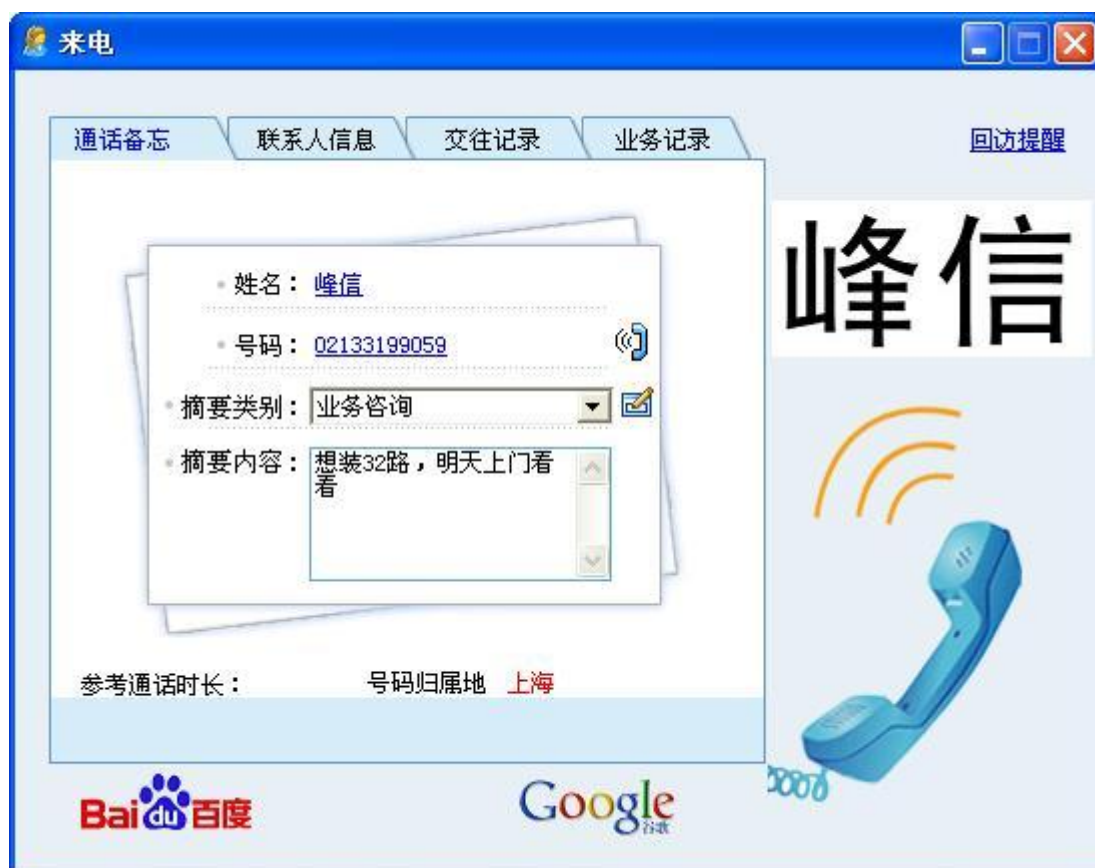 来电
通话备忘
联系人信息
交往记录
业务记录
回访提醒
峰信
姓名：峰信
号码：02133199059
摘要类别：业务咨询
摘要内容：想装32路，明天上门看
看
参考通话时长：
号码归属地 上海
Bai du 百度
Google
谷歌